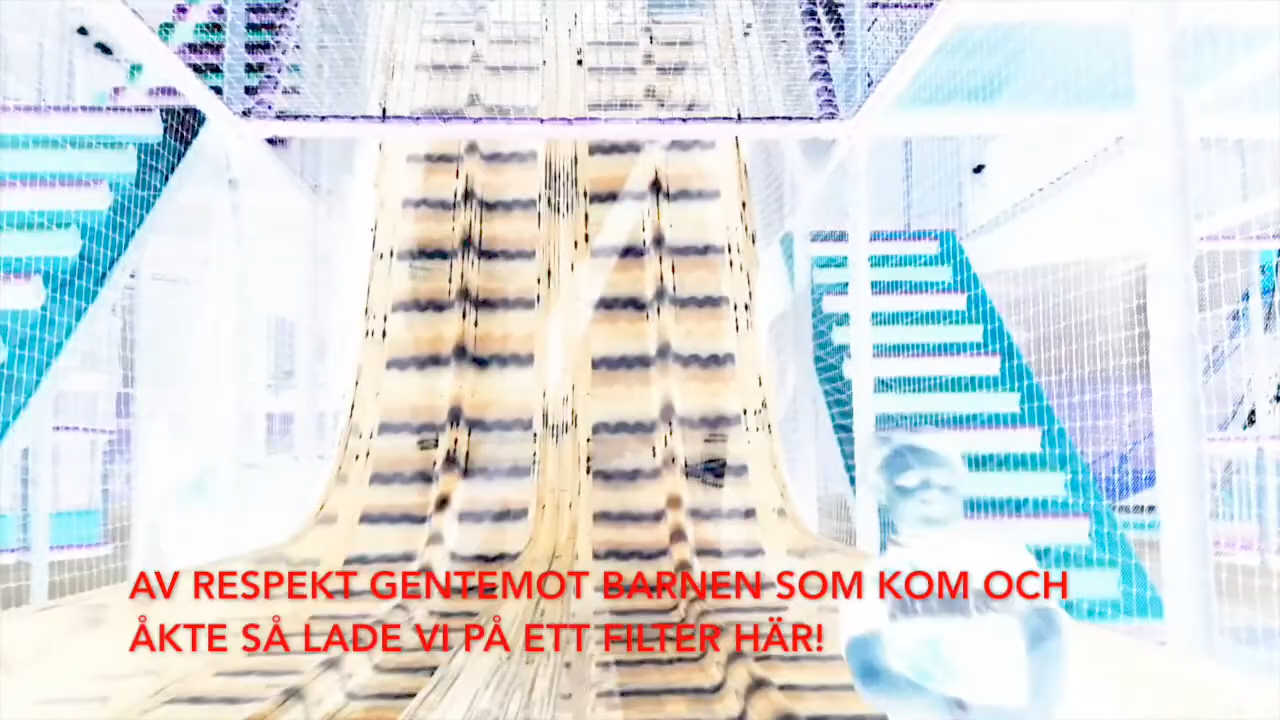 AV RESPEKT GENTEMOT BARNEN SOM KOM OCH
ÅKTE SÅ LADE VI PÅ ETT FILTER HÄR!